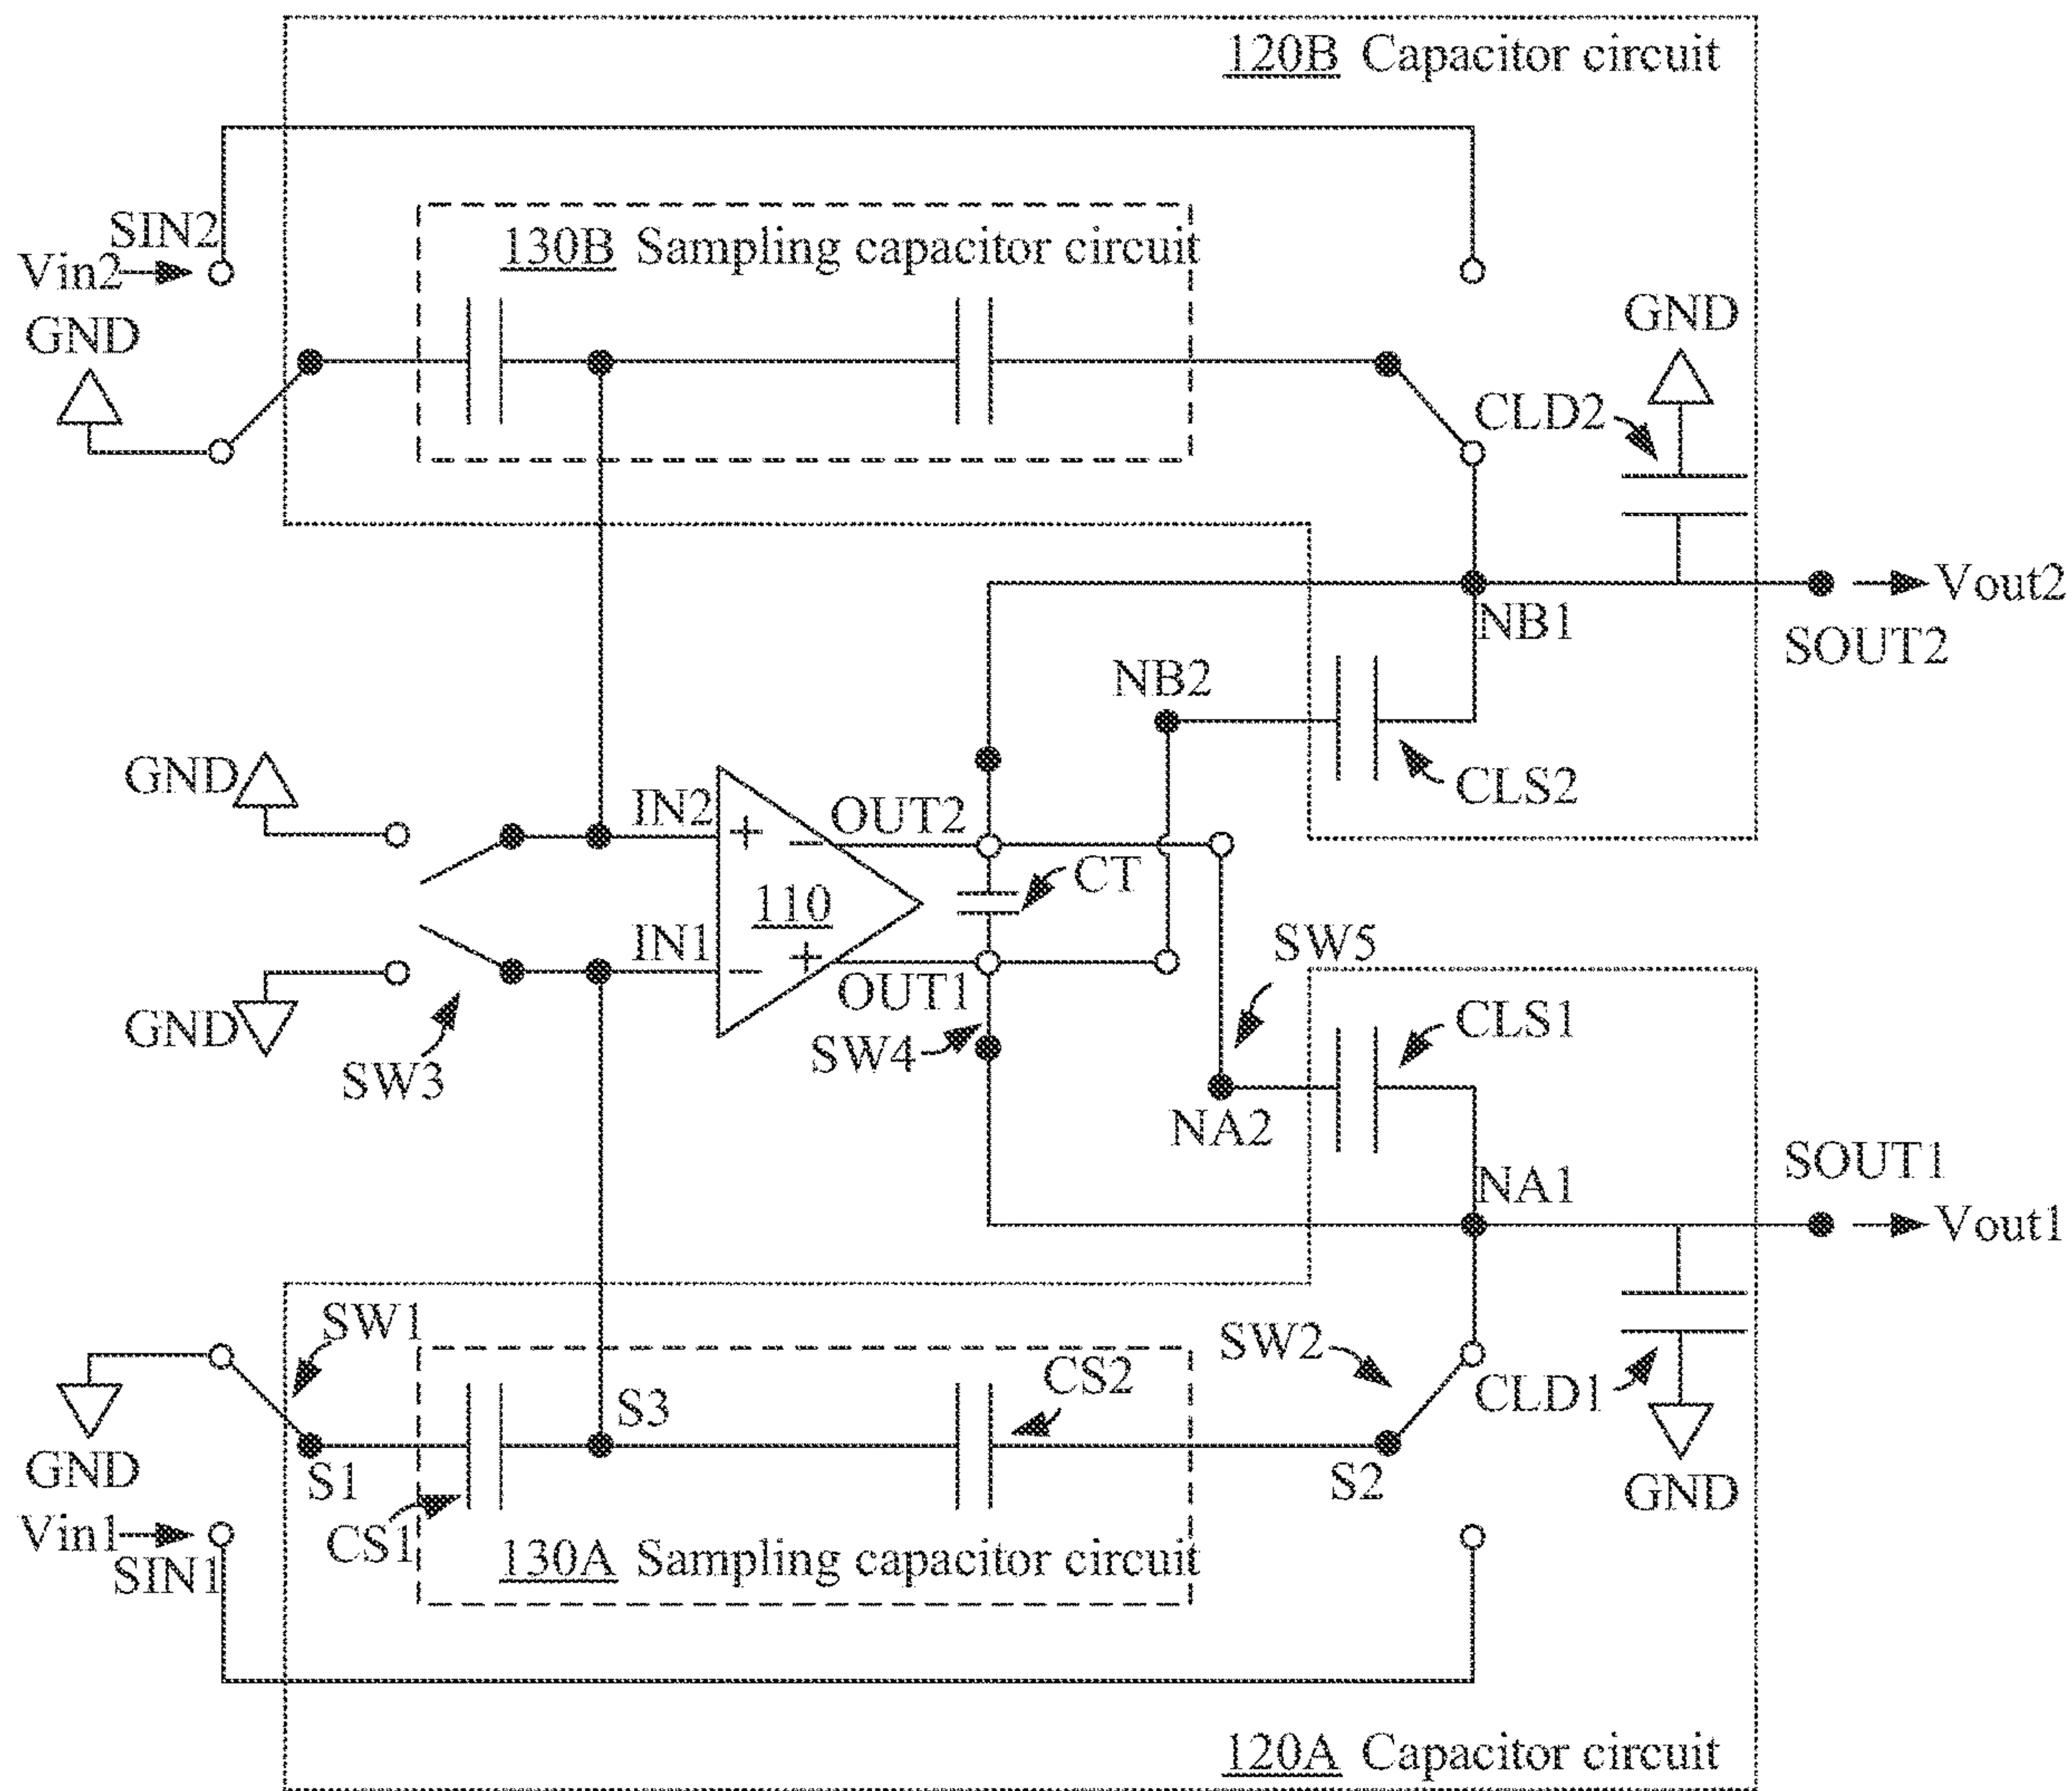 120B Capacitor circuit
SIN2
Vin2
130B Sampling capacitor circuit
GND
GND
CLD2
Vout2
NB1
SOUT2
NB2
GND
CLS2
IN2
+
−
OUT2
CT
110
IN1
−
+
OUT1
SW5
GND
CLS1
SW3
SW4
NA2
SOUT1
NA1
Vout1
SW1
SW2
CS2
CLD1
S3
GND
S1
S2
GND
Vin1
CS1
SIN1
130A Sampling capacitor circuit
120A Capacitor circuit